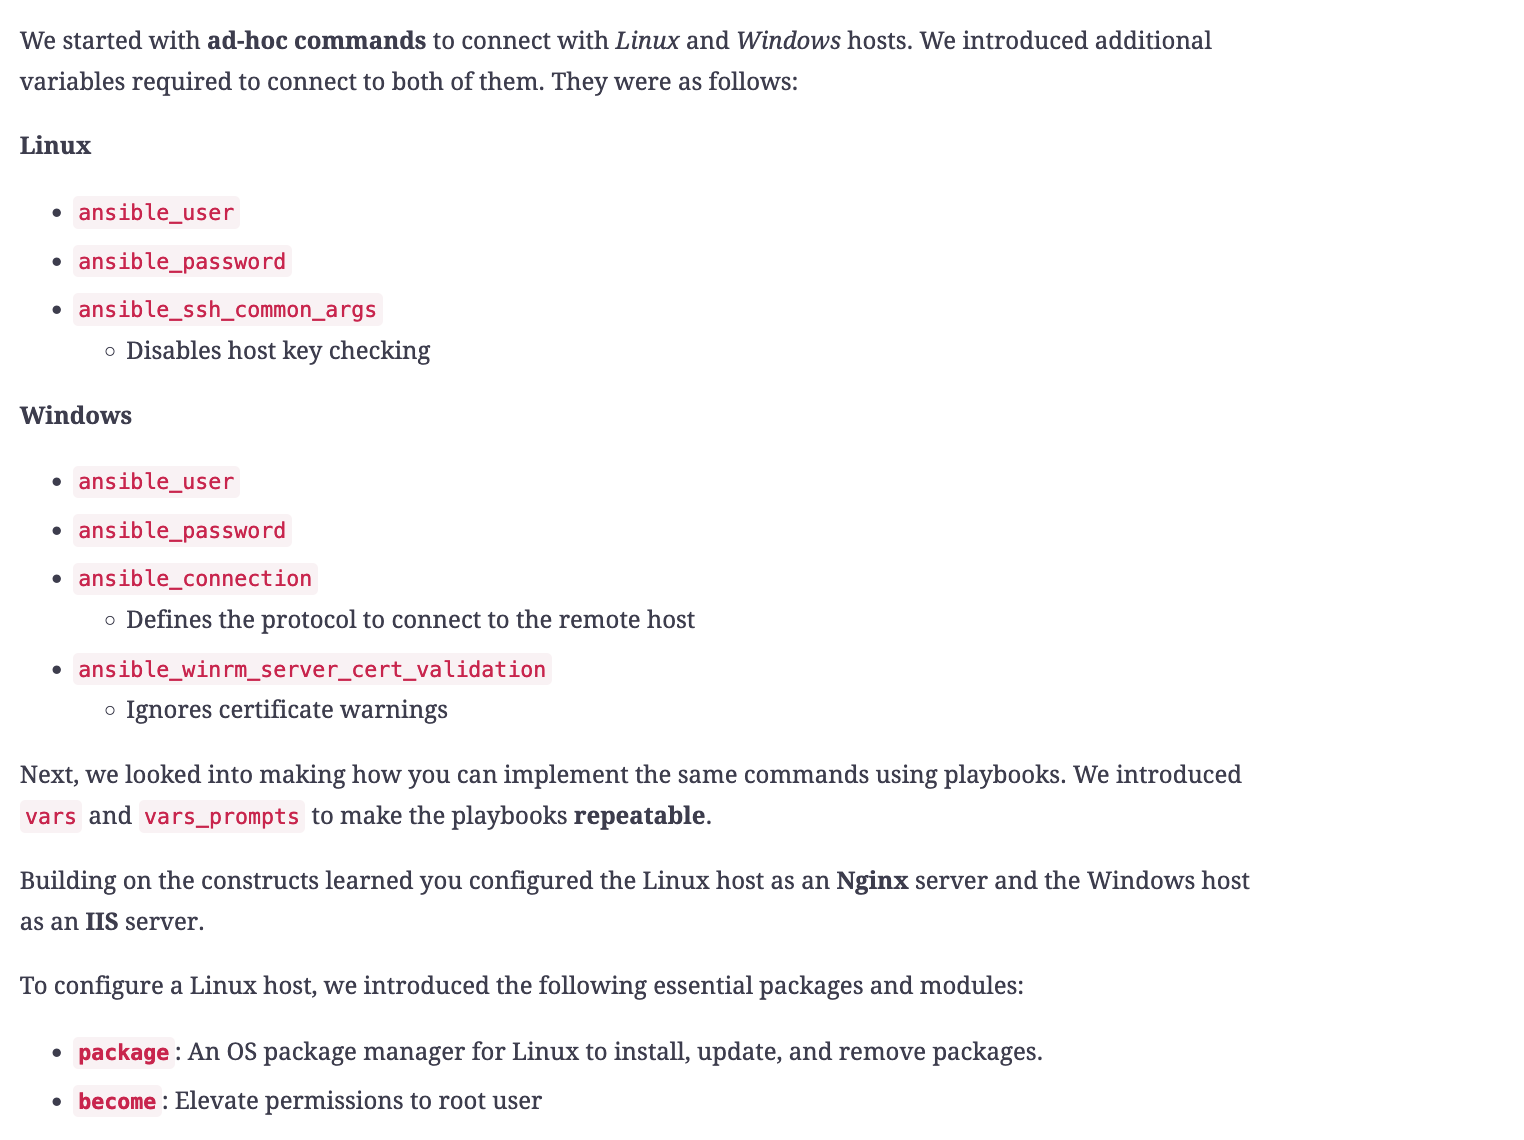 We started with ad-hoc commands to connect with Linux and Windows hosts. We introduced additional
variables required to connect to both of them. They were as follows:
Linux
ansible_user
ansible_password
ansible_ssh_common_args
Disables host key checking
Windows
ansible_user
ansible_password
ansible_connection
Defines the protocol to connect to the remote host
ansible_winrm_server_cert_validation
Ignores certificate warnings
Next, we looked into making how you can implement the same commands using playbooks. We introduced
vars and vars_prompts to make the playbooks repeatable.
Building on the constructs learned you configured the Linux host as an Nginx server and the Windows host
as an IIS server.
To configure a Linux host, we introduced the following essential packages and modules:
package: An OS package manager for Linux to install, update, and remove packages.
become: Elevate permissions to root user